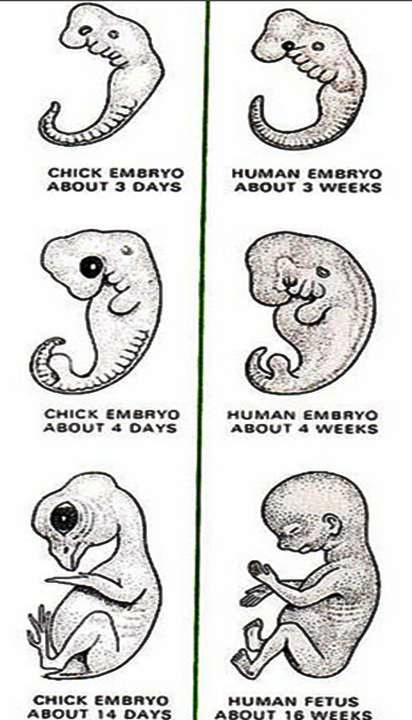 CHICK EMBRYO
ABOUT 3 DAYS
HUMAN EMBRYO
ABOUT 3 WEEKS
CHICK EMBRYO
ABOUT 4 DAYS
HUMAN EMBRYO
ABOUT 4 WEEKS
CHICK EMBRYO
ABOUT 14 DAYS
HUMAN FETUS
ABOUT 16 WEEKS